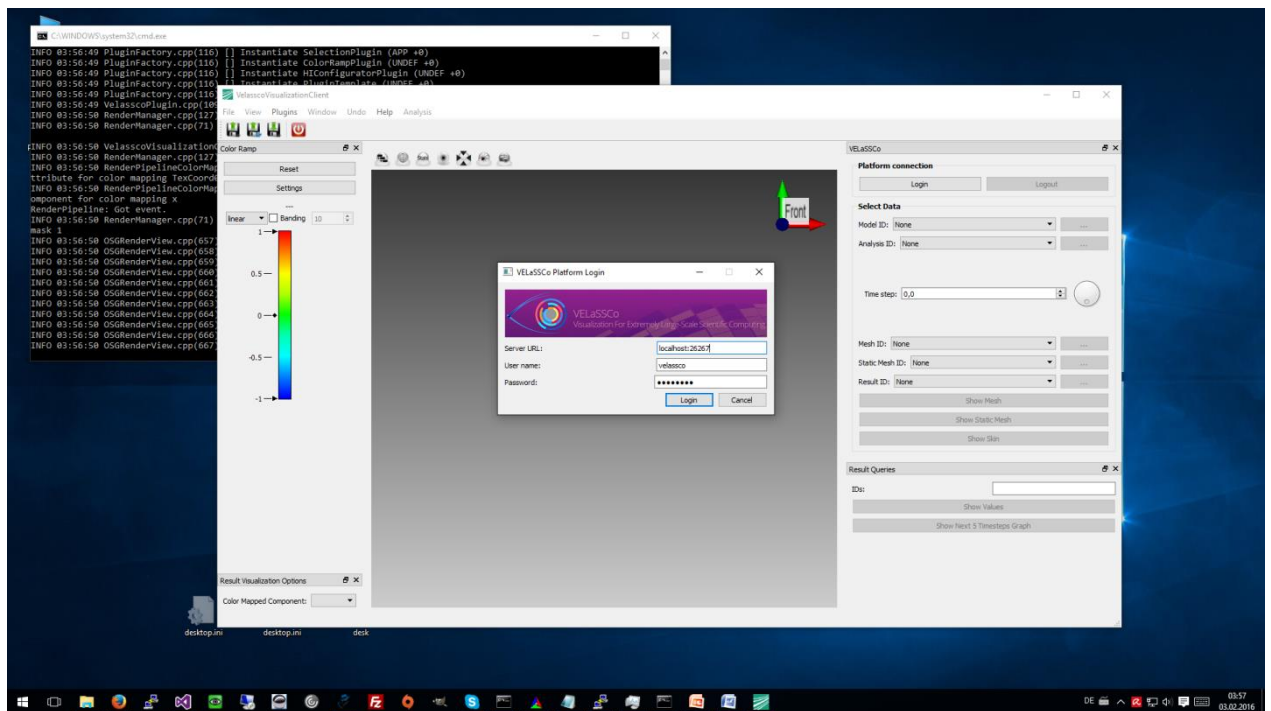 C:\WINDOWS\system32\cmd.exe
INFO 03:56:49 PluginFactory.cpp(116) [] Instantiate SelectionPlugin (APP +0)
INFO 03:56:49 PluginFactory.cpp(116) [] Instantiate ColorRampPlugin (UNDEF +0)
INFO 03:56:49 PluginFactory.cpp(116) [] Instantiate HIConfiguratorPlugin (UNDEF +0)
INFO 03:56:49 PluginFactory.cpp(116) [] Instantiate PluginTemplate (UNDEF +0)
INFO 03:56:49 PluginFactory.cpp(116)
INFO 03:56:49 VelasscoPlugin.cpp(109
INFO 03:56:50 RenderManager.cpp(127)
INFO 03:56:50 RenderManager.cpp(71)
INFO 03:56:50 VelasscoVisualization
INFO 03:56:50 RenderManager.cpp(127)
INFO 03:56:50 RenderPipelineColorMap
ttribute for color mapping TexCoord
INFO 03:56:50 RenderPipelineColorMap
omponent for color mapping x
RenderPipeline: Got event.
INFO 03:56:50 RenderManager.cpp(71)
mask 1
INFO 03:56:50 OSGRenderView.cpp(657)
INFO 03:56:50 OSGRenderView.cpp(658)
INFO 03:56:50 OSGRenderView.cpp(659)
INFO 03:56:50 OSGRenderView.cpp(660)
INFO 03:56:50 OSGRenderView.cpp(661)
INFO 03:56:50 OSGRenderView.cpp(662)
INFO 03:56:50 OSGRenderView.cpp(663)
INFO 03:56:50 OSGRenderView.cpp(664)
INFO 03:56:50 OSGRenderView.cpp(665)
INFO 03:56:50 OSGRenderView.cpp(666)
INFO 03:56:50 OSGRenderView.cpp(667)
VelasscoVisualizationClient
File View Plugins Window Undo Help Analysis
Color Ramp
Reset
Settings
...
linear Banding 10
1
0.5
0
-0.5
-1
Result Visualization Options
Color Mapped Component:
Front
VELaSSCo Platform Login
VELaSSCo
Visualization For Extremely Large-Scale Scientific Computing
Server URL: localhost:26267
User name: velassco
Password: ••••••••
Login Cancel
VELaSSCo
Platform connection
Login Logout
Select Data
Model ID: None ...
Analysis ID: None ...
Time step: 0,0
Mesh ID: None ...
Static Mesh ID: None ...
Result ID: None ...
Show Mesh
Show Static Mesh
Show Skin
Result Queries
IDs:
Show Values
Show Next 5 Timesteps Graph
desktop.ini desktop.ini desk
DE 03:57
03.02.2016